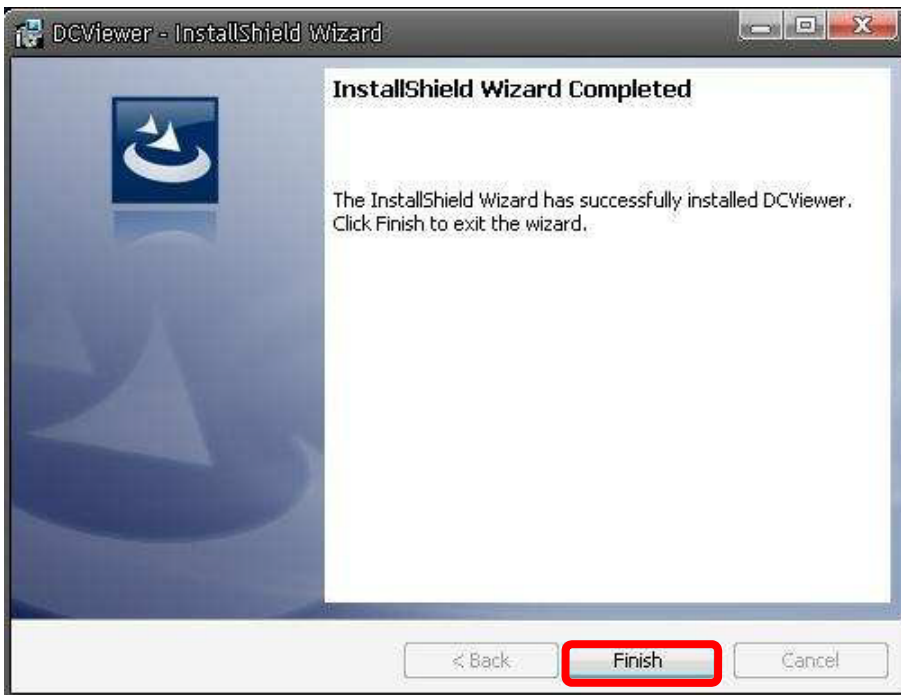 DCViewer - InstallShield Wizard
InstallShield Wizard Completed
The InstallShield Wizard has successfully installed DCViewer.
Click Finish to exit the wizard.
< Back Finish Cancel